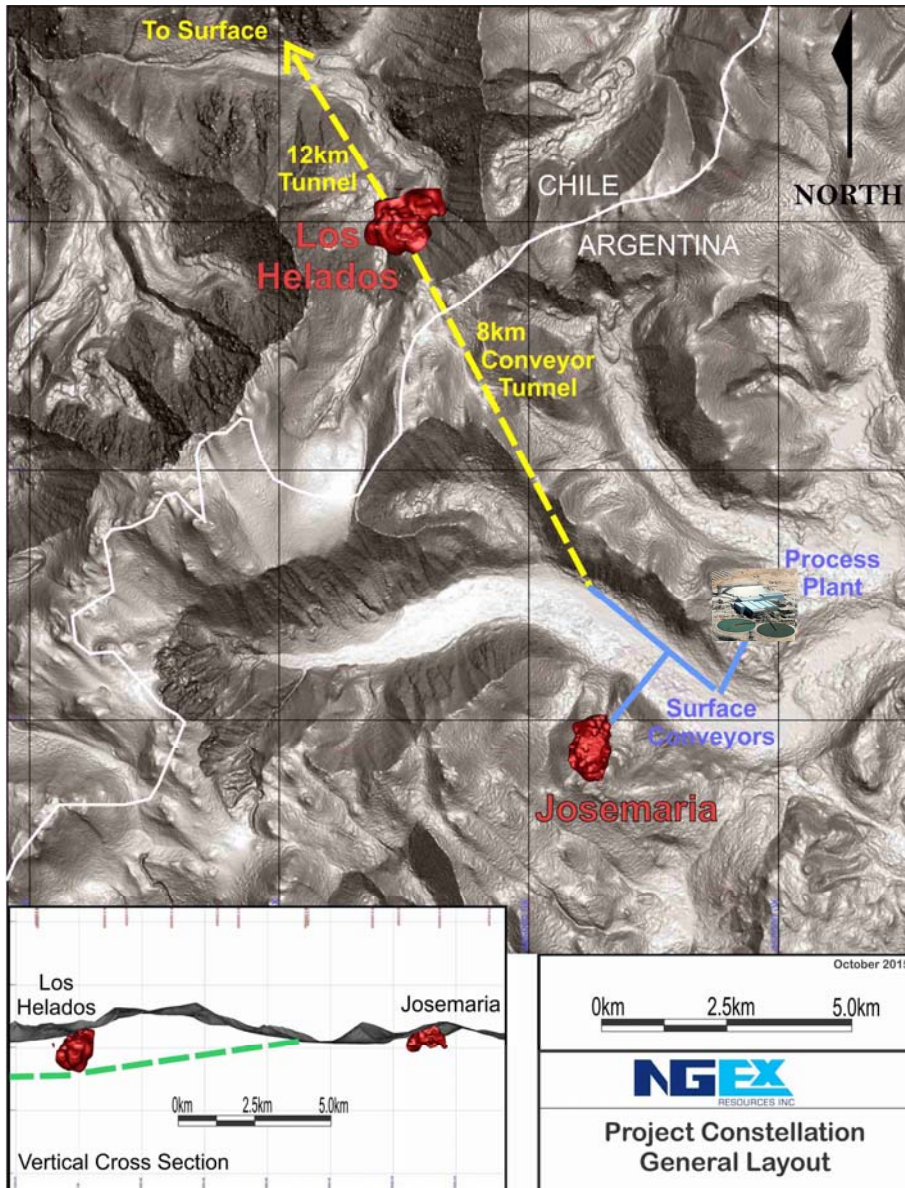 To Surface
12km
Tunnel
CHILE
NORTH
Los
Helados
ARGENTINA
8km
Conveyor
Tunnel
Process
Plant
Surface
Conveyors
Josemaria
Los
Helados
Josemaria
0km 2.5km 5.0km
Vertical Cross Section
October 2015
0km 2.5km 5.0km
NGEX
RESOURCES INC
Project Constellation
General Layout